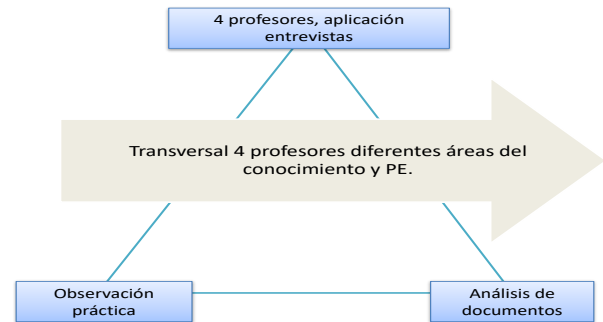 4 profesores, aplicación
entrevistas
Transversal 4 profesores diferentes áreas del
conocimiento y PE.
Observación
práctica
Análisis de
documentos